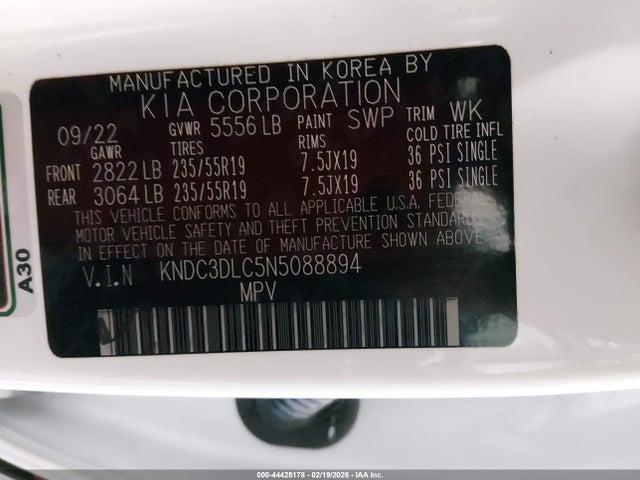 MANUFACTURED IN KOREA BY
KIA CORPORATION
09/22 GVWR 5556 LB PAINT SWP TRIM WK
GAWR TIRES RIMS COLD TIRE INFL
FRONT 2822 LB 235/55R19 7.5JX19 36 PSI SINGLE
REAR 3064 LB 235/55R19 7.5JX19 36 PSI SINGLE
THIS VEHICLE CONFORMS TO ALL APPLICABLE U.S.A. FEDERAL
MOTOR VEHICLE SAFETY AND THEFT PREVENTION STANDARDS
IN EFFECT ON THE DATE OF MANUFACTURE SHOWN ABOVE.
V.I.N KNDC3DLC5N5088894
MPV
A30
000-44425178 - 02/19/2026 - IAA Inc.